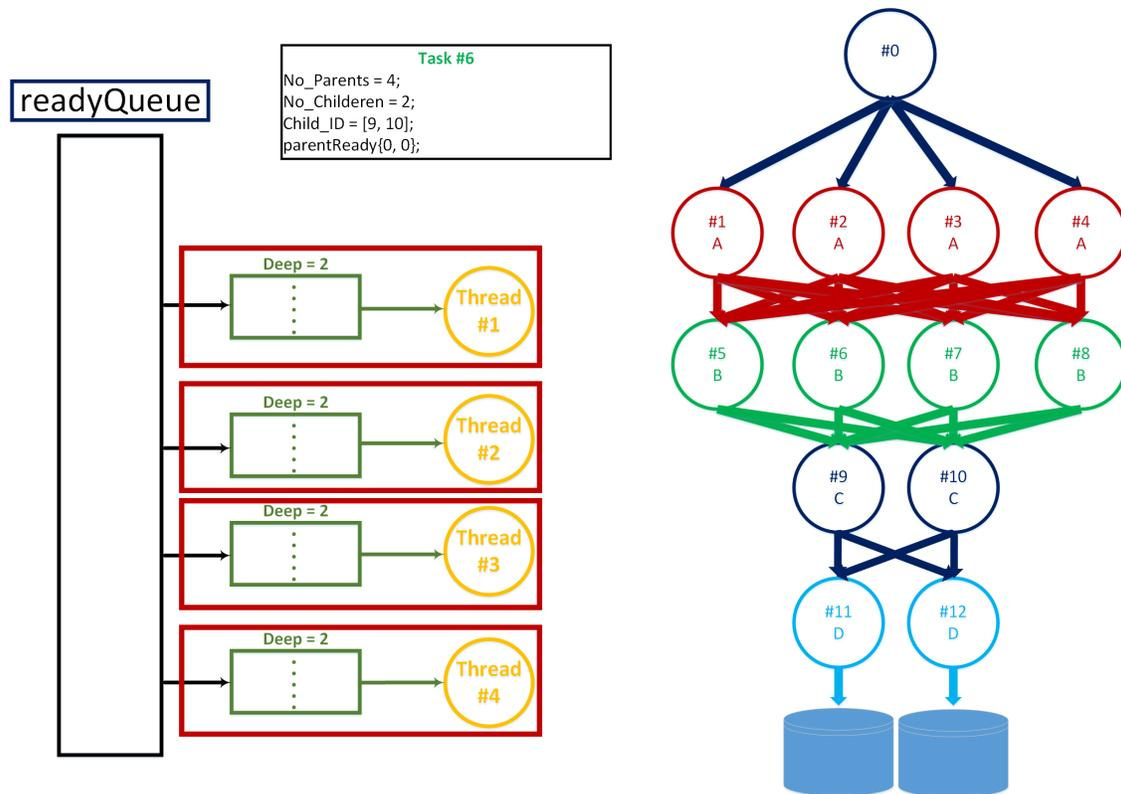 readyQueue
Task #6
No_Parents = 4;
No_Childeren = 2;
Child_ID = [9, 10];
parentReady{0, 0};
Deep = 2
Thread
#1
Deep = 2
Thread
#2
Deep = 2
Thread
#3
Deep = 2
Thread
#4
#0
#1
A
#2
A
#3
A
#4
A
#5
B
#6
B
#7
B
#8
B
#9
C
#10
C
#11
D
#12
D